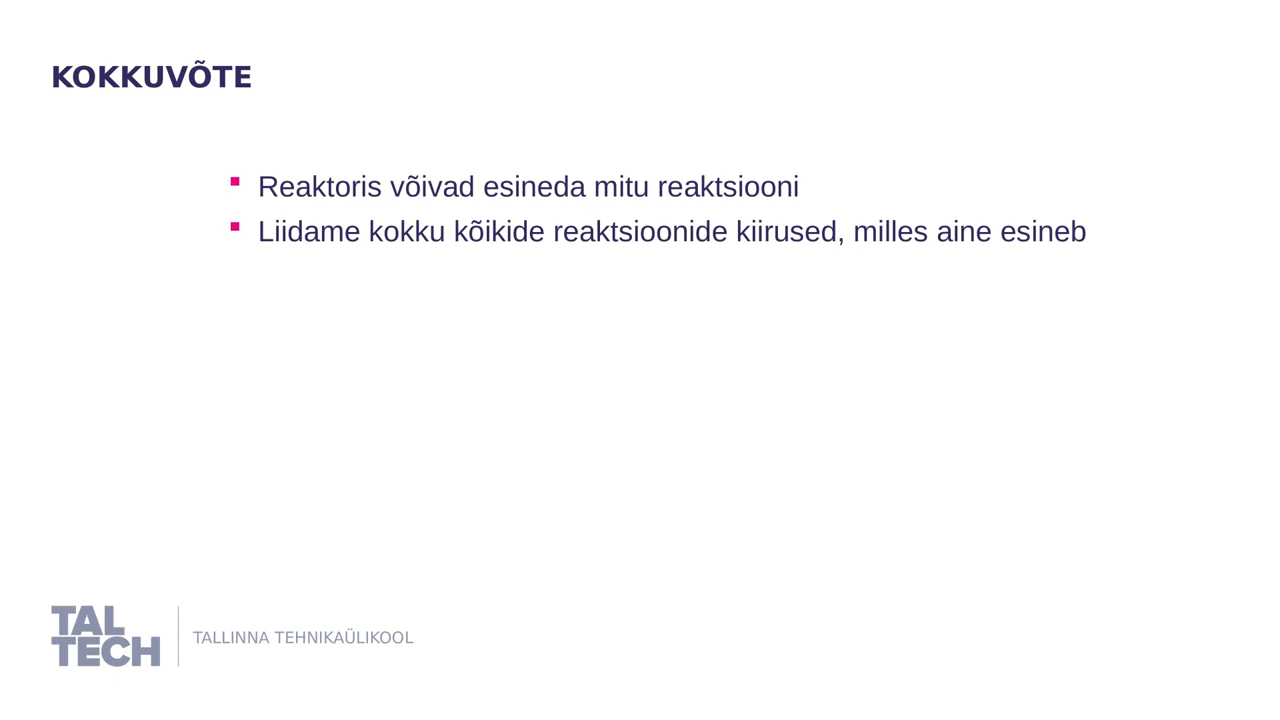 KOKKUVÕTE
Reaktoris võivad esineda mitu reaktsiooni
Liidame kokku kõikide reaktsioonide kiirused, milles aine esineb
TAL
TECH
TALLINNA TEHNIKAÜLIKOOL